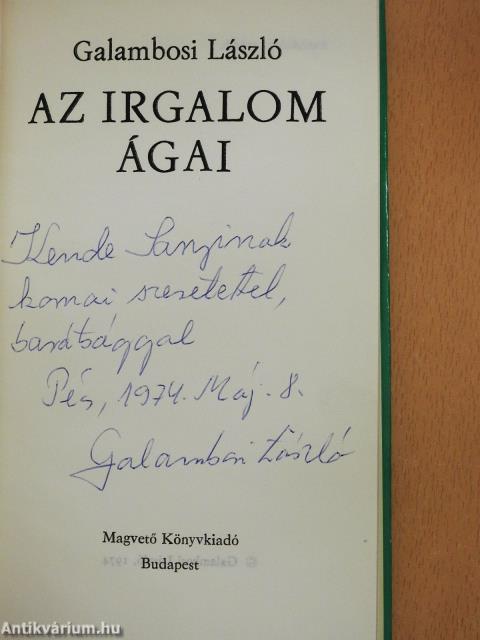 Galambosi László
AZ IRGALOM
ÁGAI
Kende Sanyinak
komai szeretettel,
barátsággal
Pécs, 1974. Máj. 8.
Galambosi László
Magvető Könyvkiadó
Budapest
Antikvárium.hu